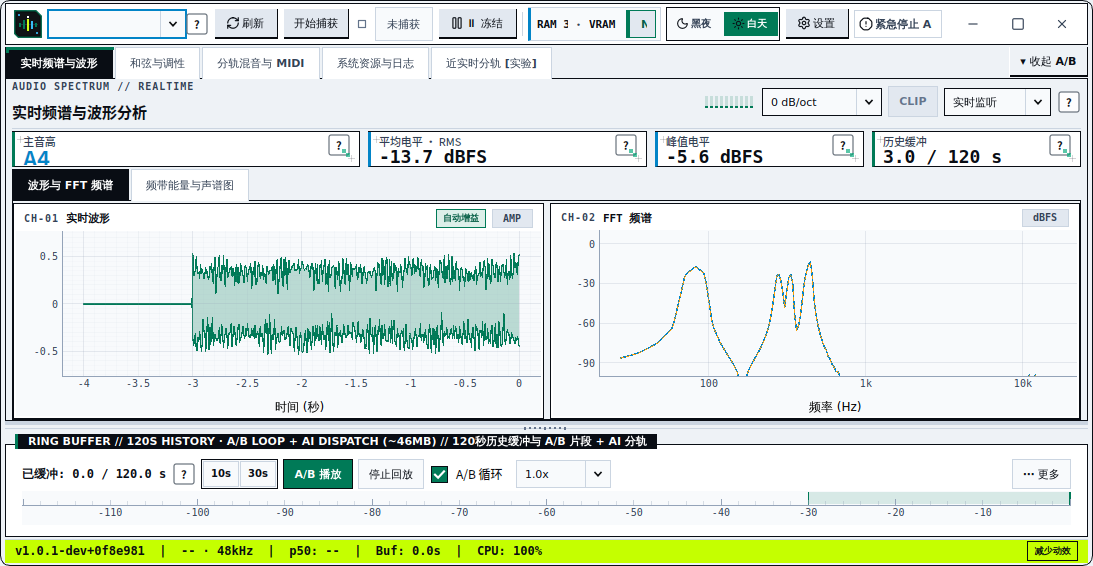 ? 刷新 开始捕获 未捕获 ⏸ 冻结 RAM 3 · VRAM 黑夜 白天 设置 紧急停止 A
实时频谱与波形 和弦与调性 分轨混音与 MIDI 系统资源与日志 近实时分轨 [实验] ▾ 收起 A/B
AUDIO SPECTRUM // REALTIME
实时频谱与波形分析 0 dB/oct CLIP 实时监听 ?
主音高 ? 平均电平 · RMS ? 峰值电平 ? 历史缓冲 ?
A4 -13.7 dBFS -5.6 dBFS 3.0 / 120 s
波形与 FFT 频谱 频带能量与声谱图
CH-01 实时波形 自动增益 AMP
0.5
0
-0.5
-4 -3.5 -3 -2.5 -2 -1.5 -1 -0.5 0
时间 (秒)
CH-02 FFT 频谱 dBFS
0
-30
-60
-90
100 1k 10k
频率 (Hz)
RING BUFFER // 120S HISTORY · A/B LOOP + AI DISPATCH (~46MB) // 120秒历史缓冲与 A/B 片段 + AI 分轨
已缓冲: 0.0 / 120.0 s ? 10s 30s A/B 播放 停止回放 A/B 循环 1.0x ··· 更多
-110 -100 -90 -80 -70 -60 -50 -40 -30 -20 -10
v1.0.1-dev+0f8e981 | -- · 48kHz | p50: -- | Buf: 0.0s | CPU: 100% 减少动效